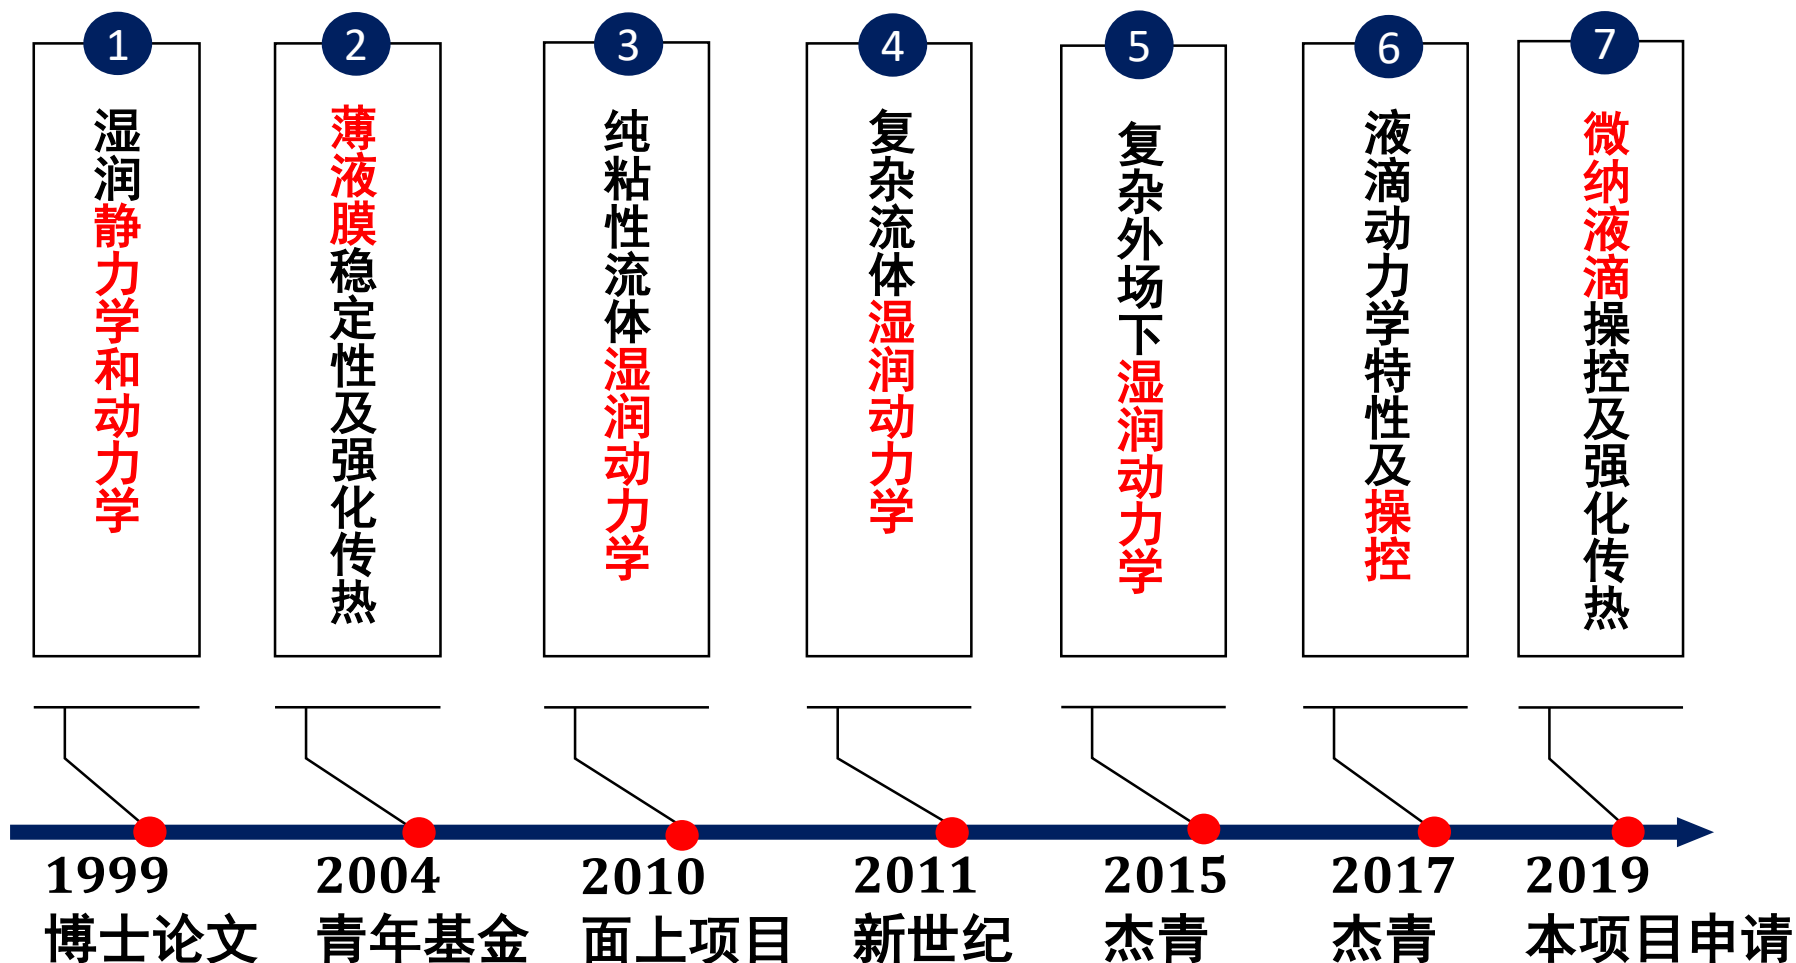 1
湿润静力学和动力学
2
薄液膜稳定性及强化传热
3
纯粘性流体湿润动力学
4
复杂流体湿润动力学
5
复杂外场下湿润动力学
6
液滴动力学特性及操控
7
微纳液滴操控及强化传热
1999
博士论文
2004
青年基金
2010
面上项目
2011
新世纪
2015
杰青
2017
杰青
2019
本项目申请